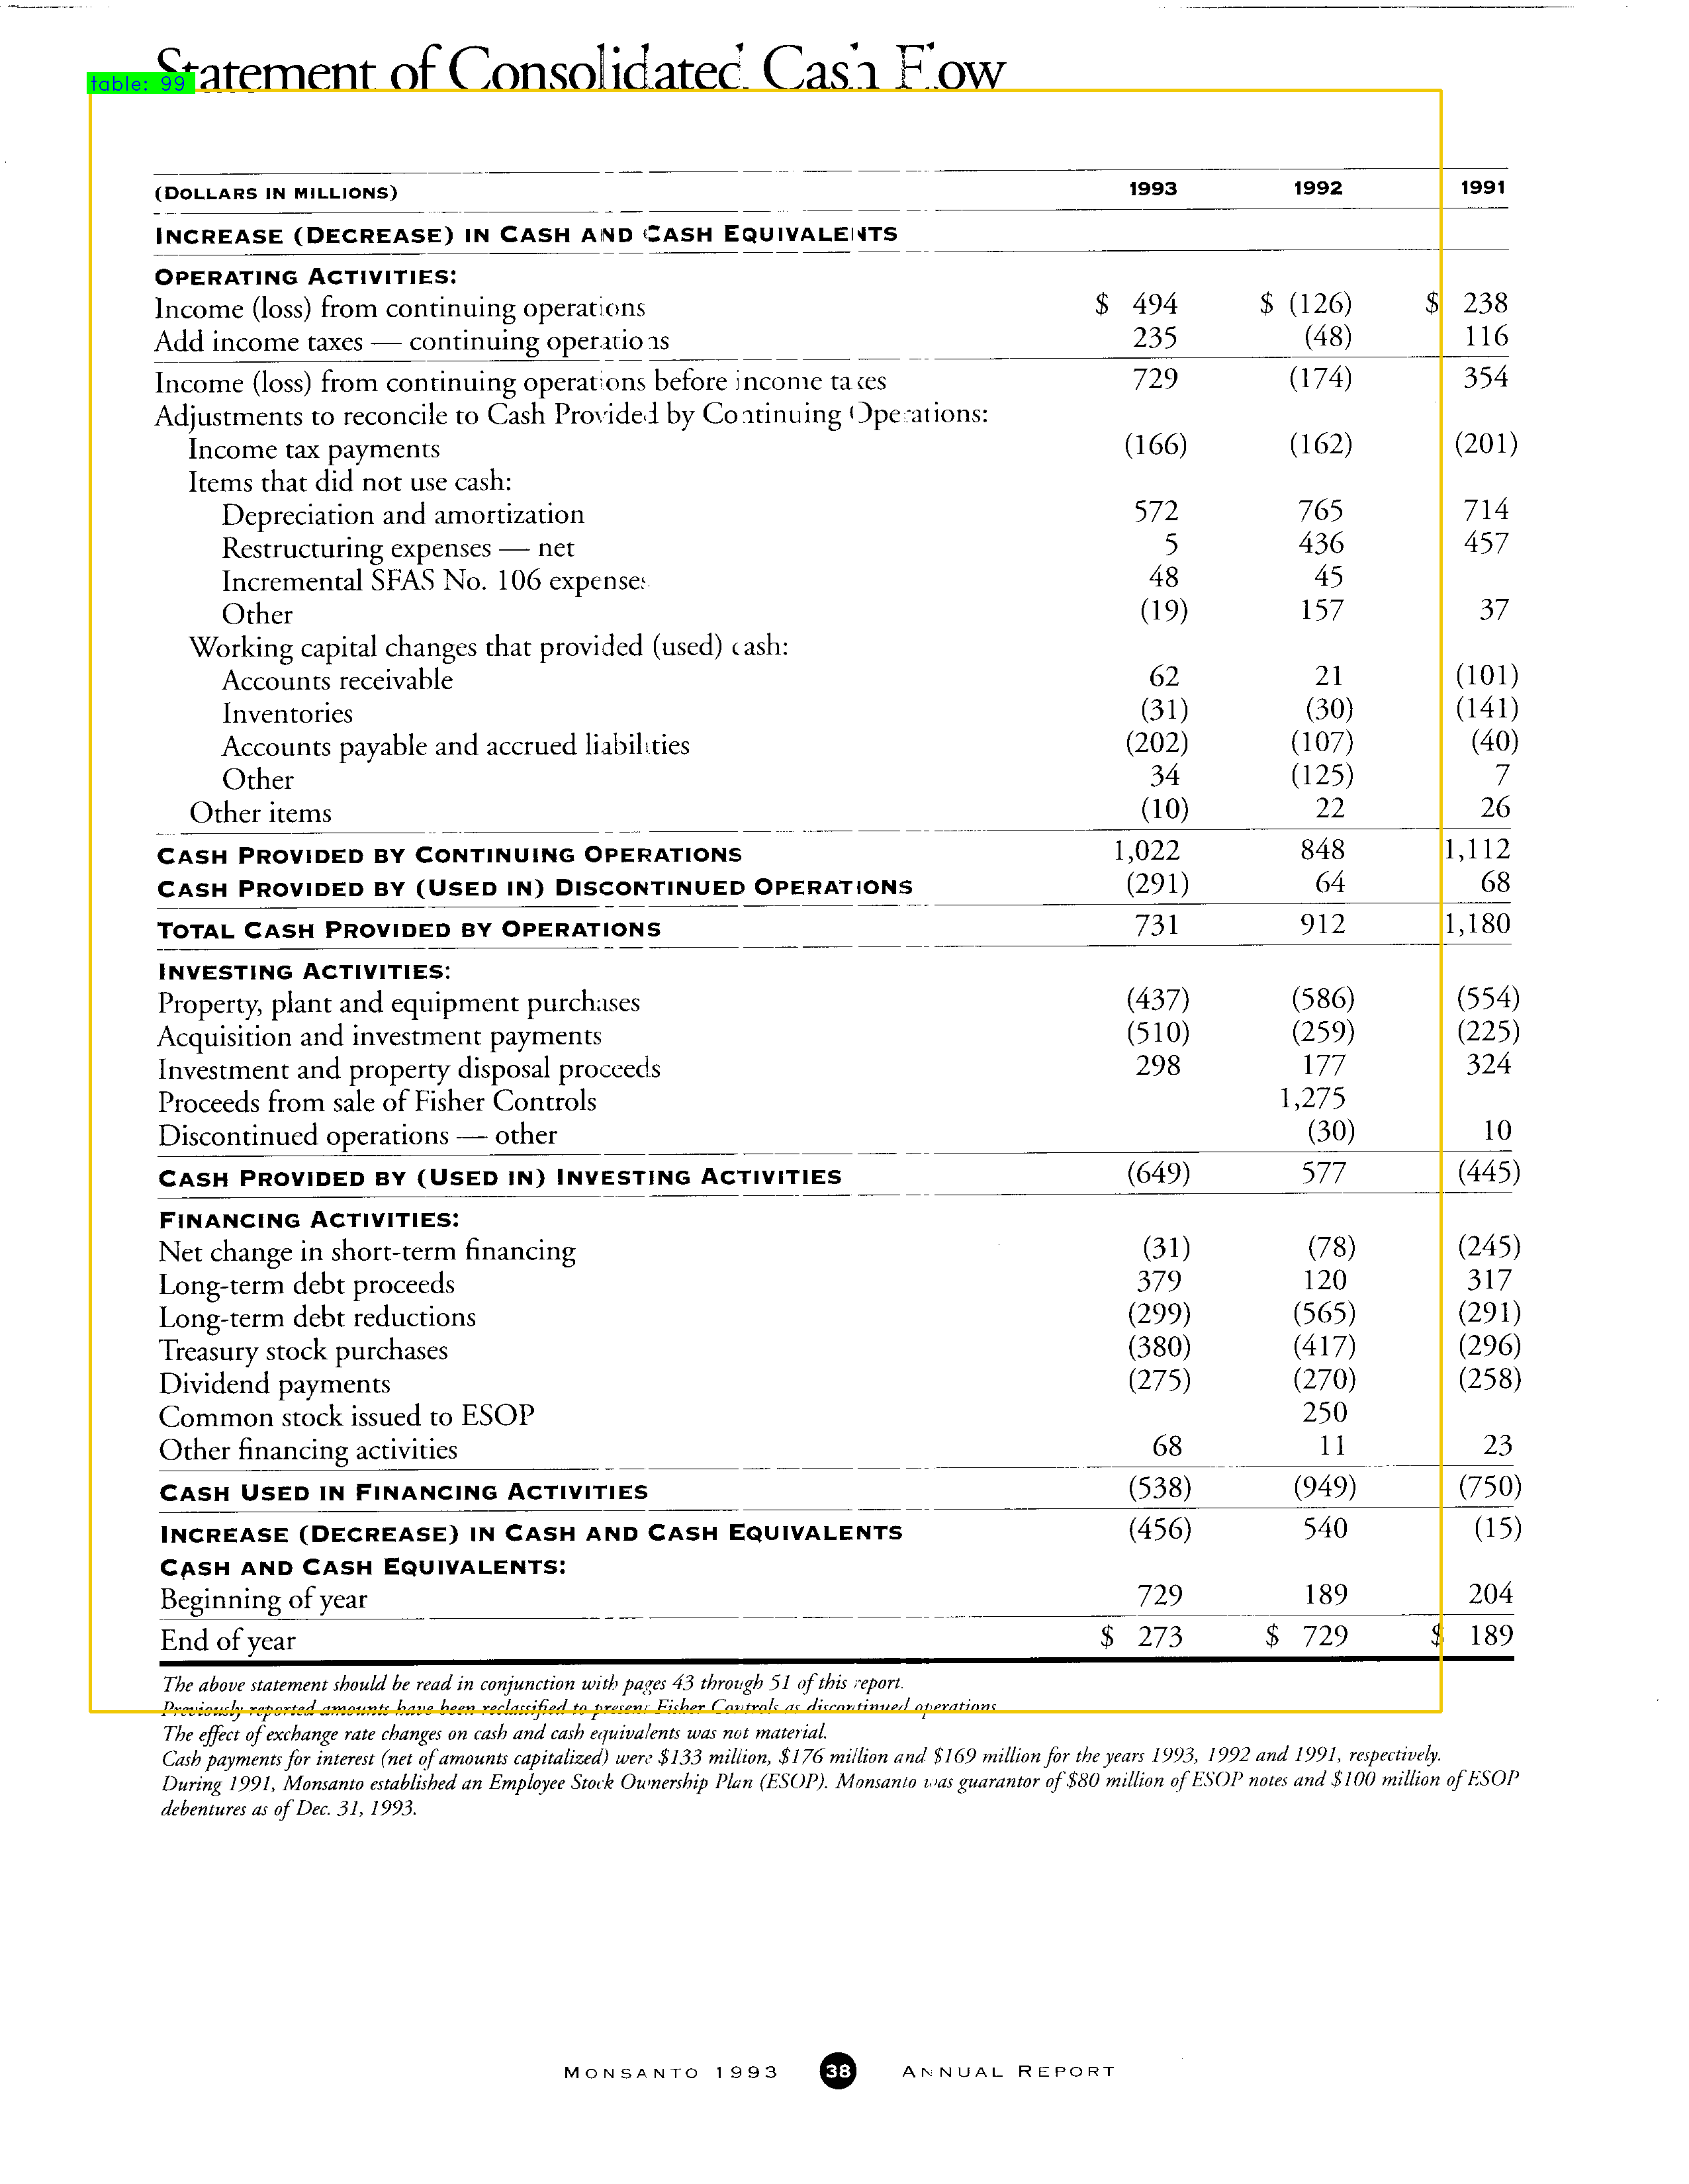 Statement of Consolidated Cash Flow
table: 99
(DOLLARS IN MILLIONS) 1993 1992 1991
INCREASE (DECREASE) IN CASH AND CASH EQUIVALENTS
OPERATING ACTIVITIES:
Income (loss) from continuing operations $ 494 $ (126) $ 238
Add income taxes — continuing operations 235 (48) 116
Income (loss) from continuing operations before income taxes 729 (174) 354
Adjustments to reconcile to Cash Provided by Continuing Operations:
Income tax payments (166) (162) (201)
Items that did not use cash:
Depreciation and amortization 572 765 714
Restructuring expenses — net 5 436 457
Incremental SFAS No. 106 expenses 48 45
Other (19) 157 37
Working capital changes that provided (used) cash:
Accounts receivable 62 21 (101)
Inventories (31) (30) (141)
Accounts payable and accrued liabilities (202) (107) (40)
Other 34 (125) 7
Other items (10) 22 26
CASH PROVIDED BY CONTINUING OPERATIONS 1,022 848 1,112
CASH PROVIDED BY (USED IN) DISCONTINUED OPERATIONS (291) 64 68
TOTAL CASH PROVIDED BY OPERATIONS 731 912 1,180
INVESTING ACTIVITIES:
Property, plant and equipment purchases (437) (586) (554)
Acquisition and investment payments (510) (259) (225)
Investment and property disposal proceeds 298 177 324
Proceeds from sale of Fisher Controls 1,275
Discontinued operations — other (30) 10
CASH PROVIDED BY (USED IN) INVESTING ACTIVITIES (649) 577 (445)
FINANCING ACTIVITIES:
Net change in short-term financing (31) (78) (245)
Long-term debt proceeds 379 120 317
Long-term debt reductions (299) (565) (291)
Treasury stock purchases (380) (417) (296)
Dividend payments (275) (270) (258)
Common stock issued to ESOP 250
Other financing activities 68 11 23
CASH USED IN FINANCING ACTIVITIES (538) (949) (750)
INCREASE (DECREASE) IN CASH AND CASH EQUIVALENTS (456) 540 (15)
CASH AND CASH EQUIVALENTS:
Beginning of year 729 189 204
End of year $ 273 $ 729 $ 189
The above statement should be read in conjunction with pages 43 through 51 of this report.
Previously reported amounts have been reclassified to present Fisher Controls as discontinued operations
The effect of exchange rate changes on cash and cash equivalents was not material.
Cash payments for interest (net of amounts capitalized) were $133 million, $176 million and $169 million for the years 1993, 1992 and 1991, respectively.
During 1991, Monsanto established an Employee Stock Ownership Plan (ESOP). Monsanto was guarantor of $80 million of ESOP notes and $100 million of ESOP
debentures as of Dec. 31, 1993.
MONSANTO 1993 38 ANNUAL REPORT